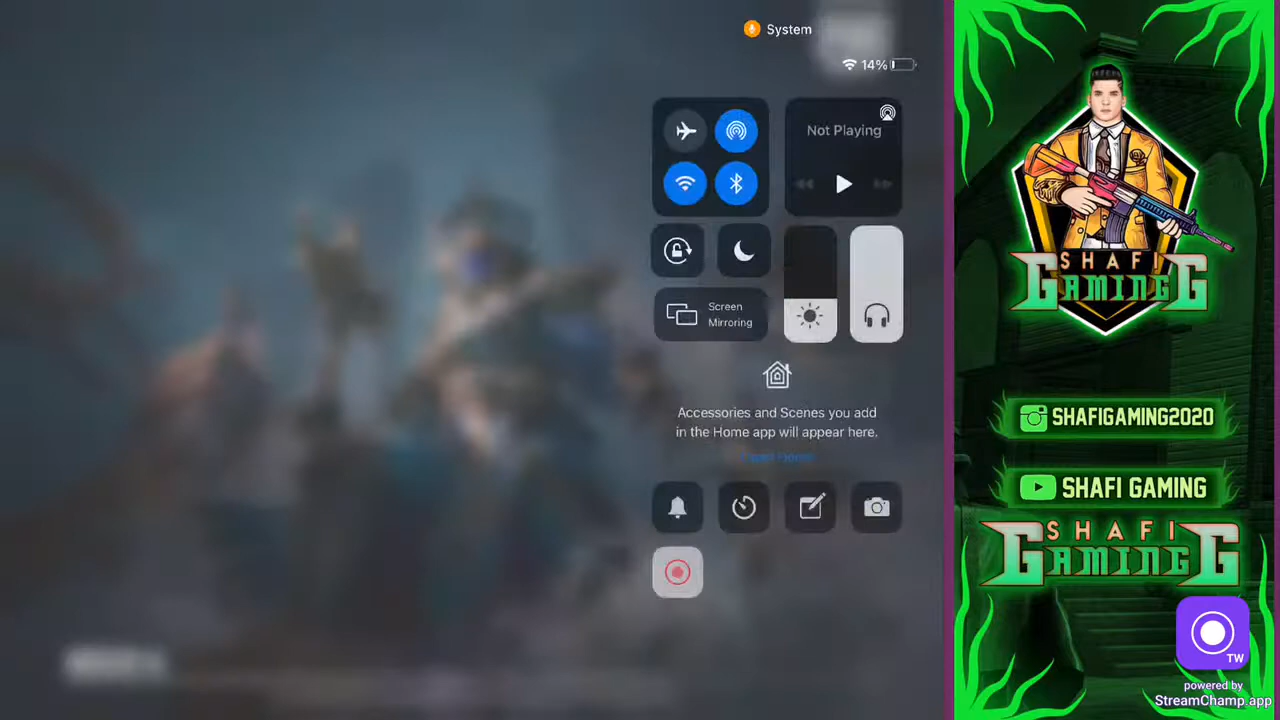 System
14%
Not Playing
Screen
Mirroring
Accessories and Scenes you add
in the Home app will appear here.
SHAFI
GAMING
SHAFIGAMING2020
SHAFI GAMING
SHAFI
GAMING
TW
powered by
StreamChamp.app